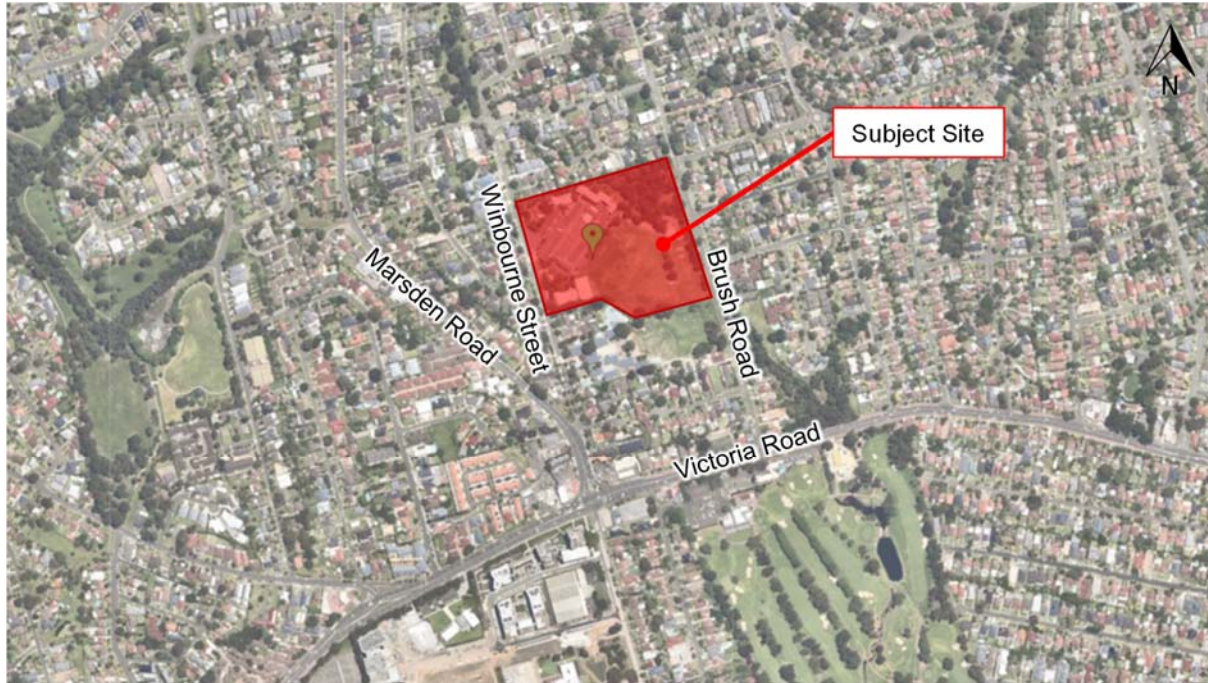 N
Subject Site
Winbourne Street
Marsden Road
Brush Road
Victoria Road